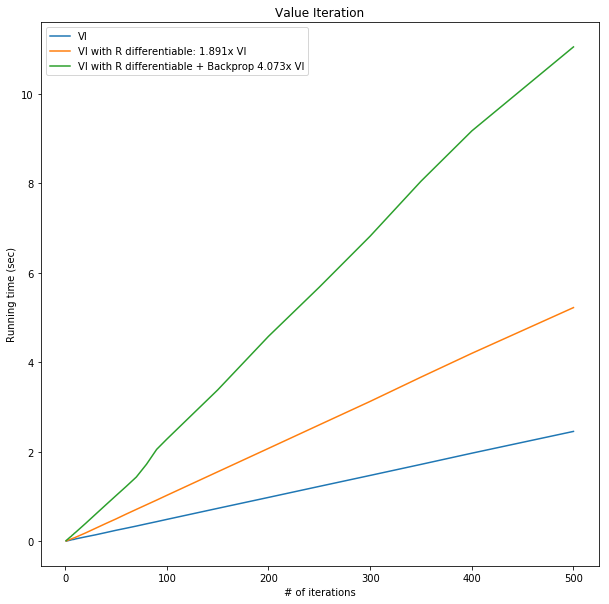 Value Iteration
VI
VI with R differentiable: 1.891x VI
VI with R differentiable + Backprop 4.073x VI
Running time (sec)
10
8
6
4
2
0
0 100 200 300 400 500
# of iterations